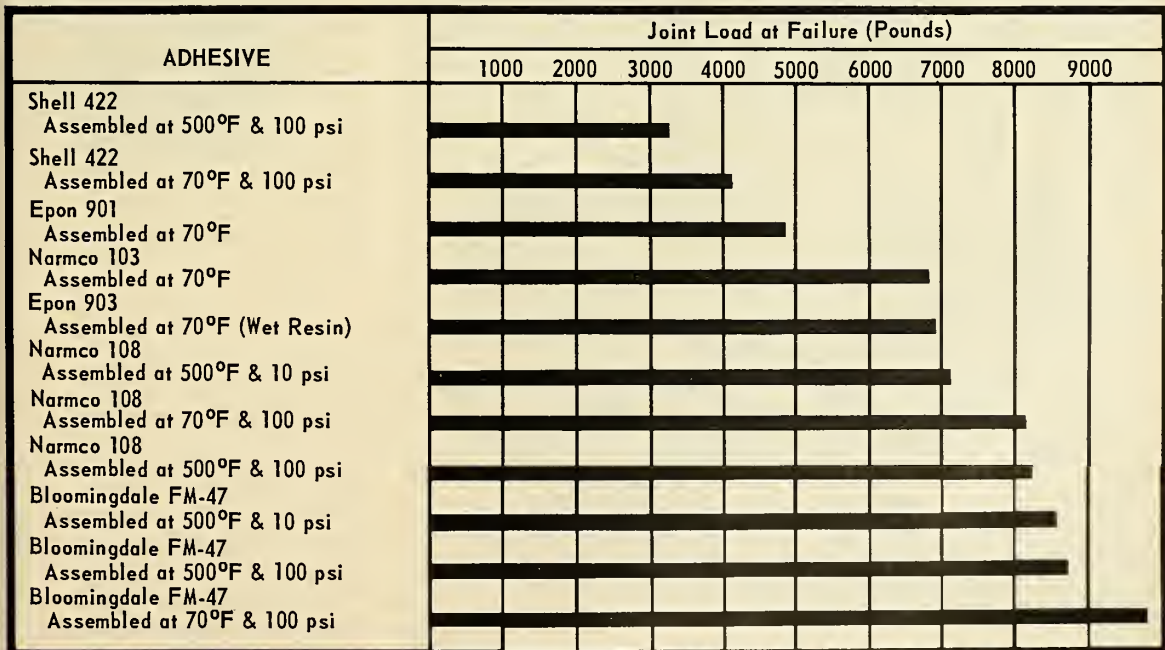 ADHESIVE
Joint Load at Failure (Pounds)
1000 2000 3000 4000 5000 6000 7000 8000 9000
Shell 422
Assembled at 500°F & 100 psi
Shell 422
Assembled at 70°F & 100 psi
Epon 901
Assembled at 70°F
Narmco 103
Assembled at 70°F
Epon 903
Assembled at 70°F (Wet Resin)
Narmco 108
Assembled at 500°F & 10 psi
Narmco 108
Assembled at 70°F & 100 psi
Narmco 108
Assembled at 500°F & 100 psi
Bloomingdale FM-47
Assembled at 500°F & 10 psi
Bloomingdale FM-47
Assembled at 500°F & 100 psi
Bloomingdale FM-47
Assembled at 70°F & 100 psi